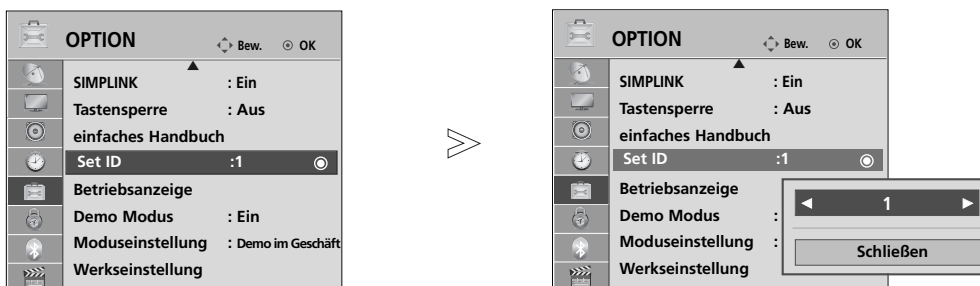 OPTION Bew. OK
SIMPLINK : Ein
Tastensperre : Aus
einfaches Handbuch
Set ID :1
Betriebsanzeige
Demo Modus : Ein
Moduseinstellung : Demo im Geschäft
Werkseinstellung
OPTION Bew. OK
SIMPLINK : Ein
Tastensperre : Aus
einfaches Handbuch
Set ID :1
Betriebsanzeige
Demo Modus :
Moduseinstellung :
Werkseinstellung
1
Schließen